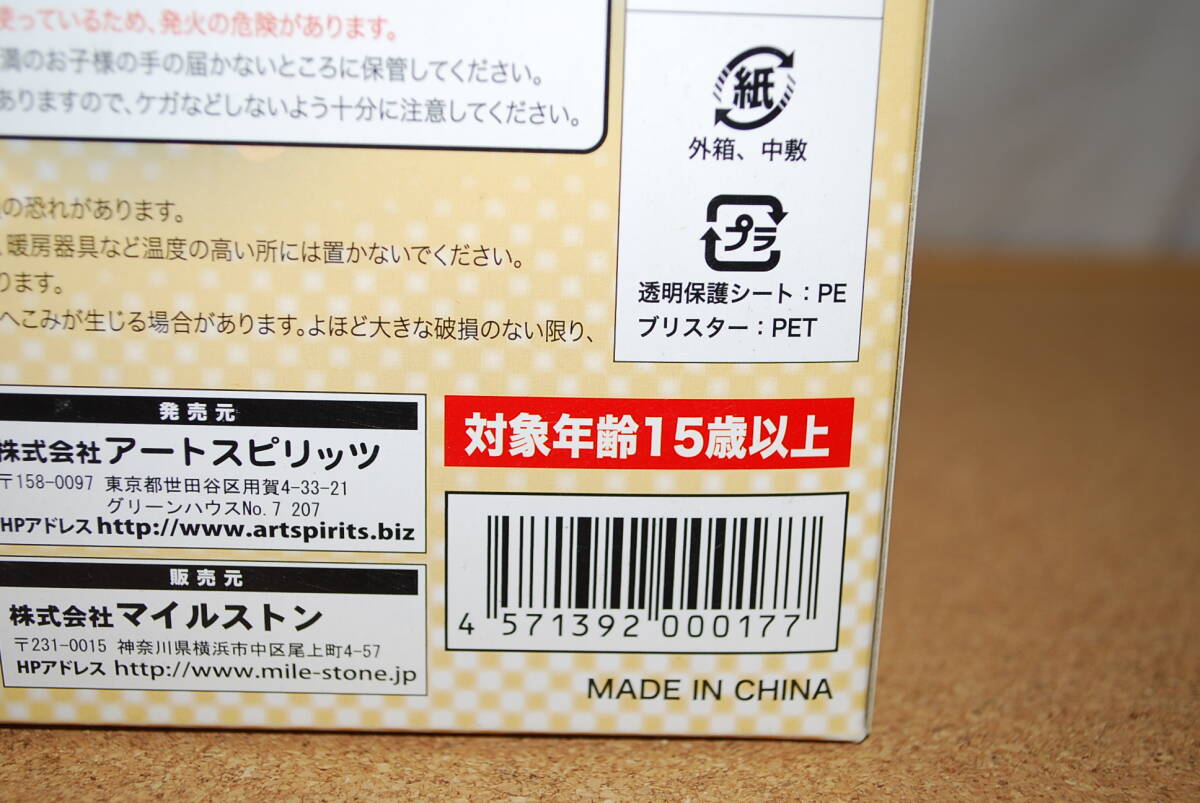 使っているため、発火の危険があります。
満のお子様の手の届かないところに保管してください。
ありますので、ケガなどしないよう十分に注意してください。
の恐れがあります。
、暖房器具など温度の高い所には置かないでください。
ります。
へこみが生じる場合があります。よほど大きな破損のない限り、
紙
外箱、中敷
プラ
透明保護シート：PE
ブリスター：PET
発売元
株式会社アートスピリッツ
〒158-0097 東京都世田谷区用賀4-33-21
グリーンハウスNo.7 207
HPアドレス http://www.artspirits.biz
販売元
株式会社マイルストン
〒231-0015 神奈川県横浜市中区尾上町4-57
HPアドレス http://www.mile-stone.jp
対象年齢15歳以上
4 571392 000177
MADE IN CHINA